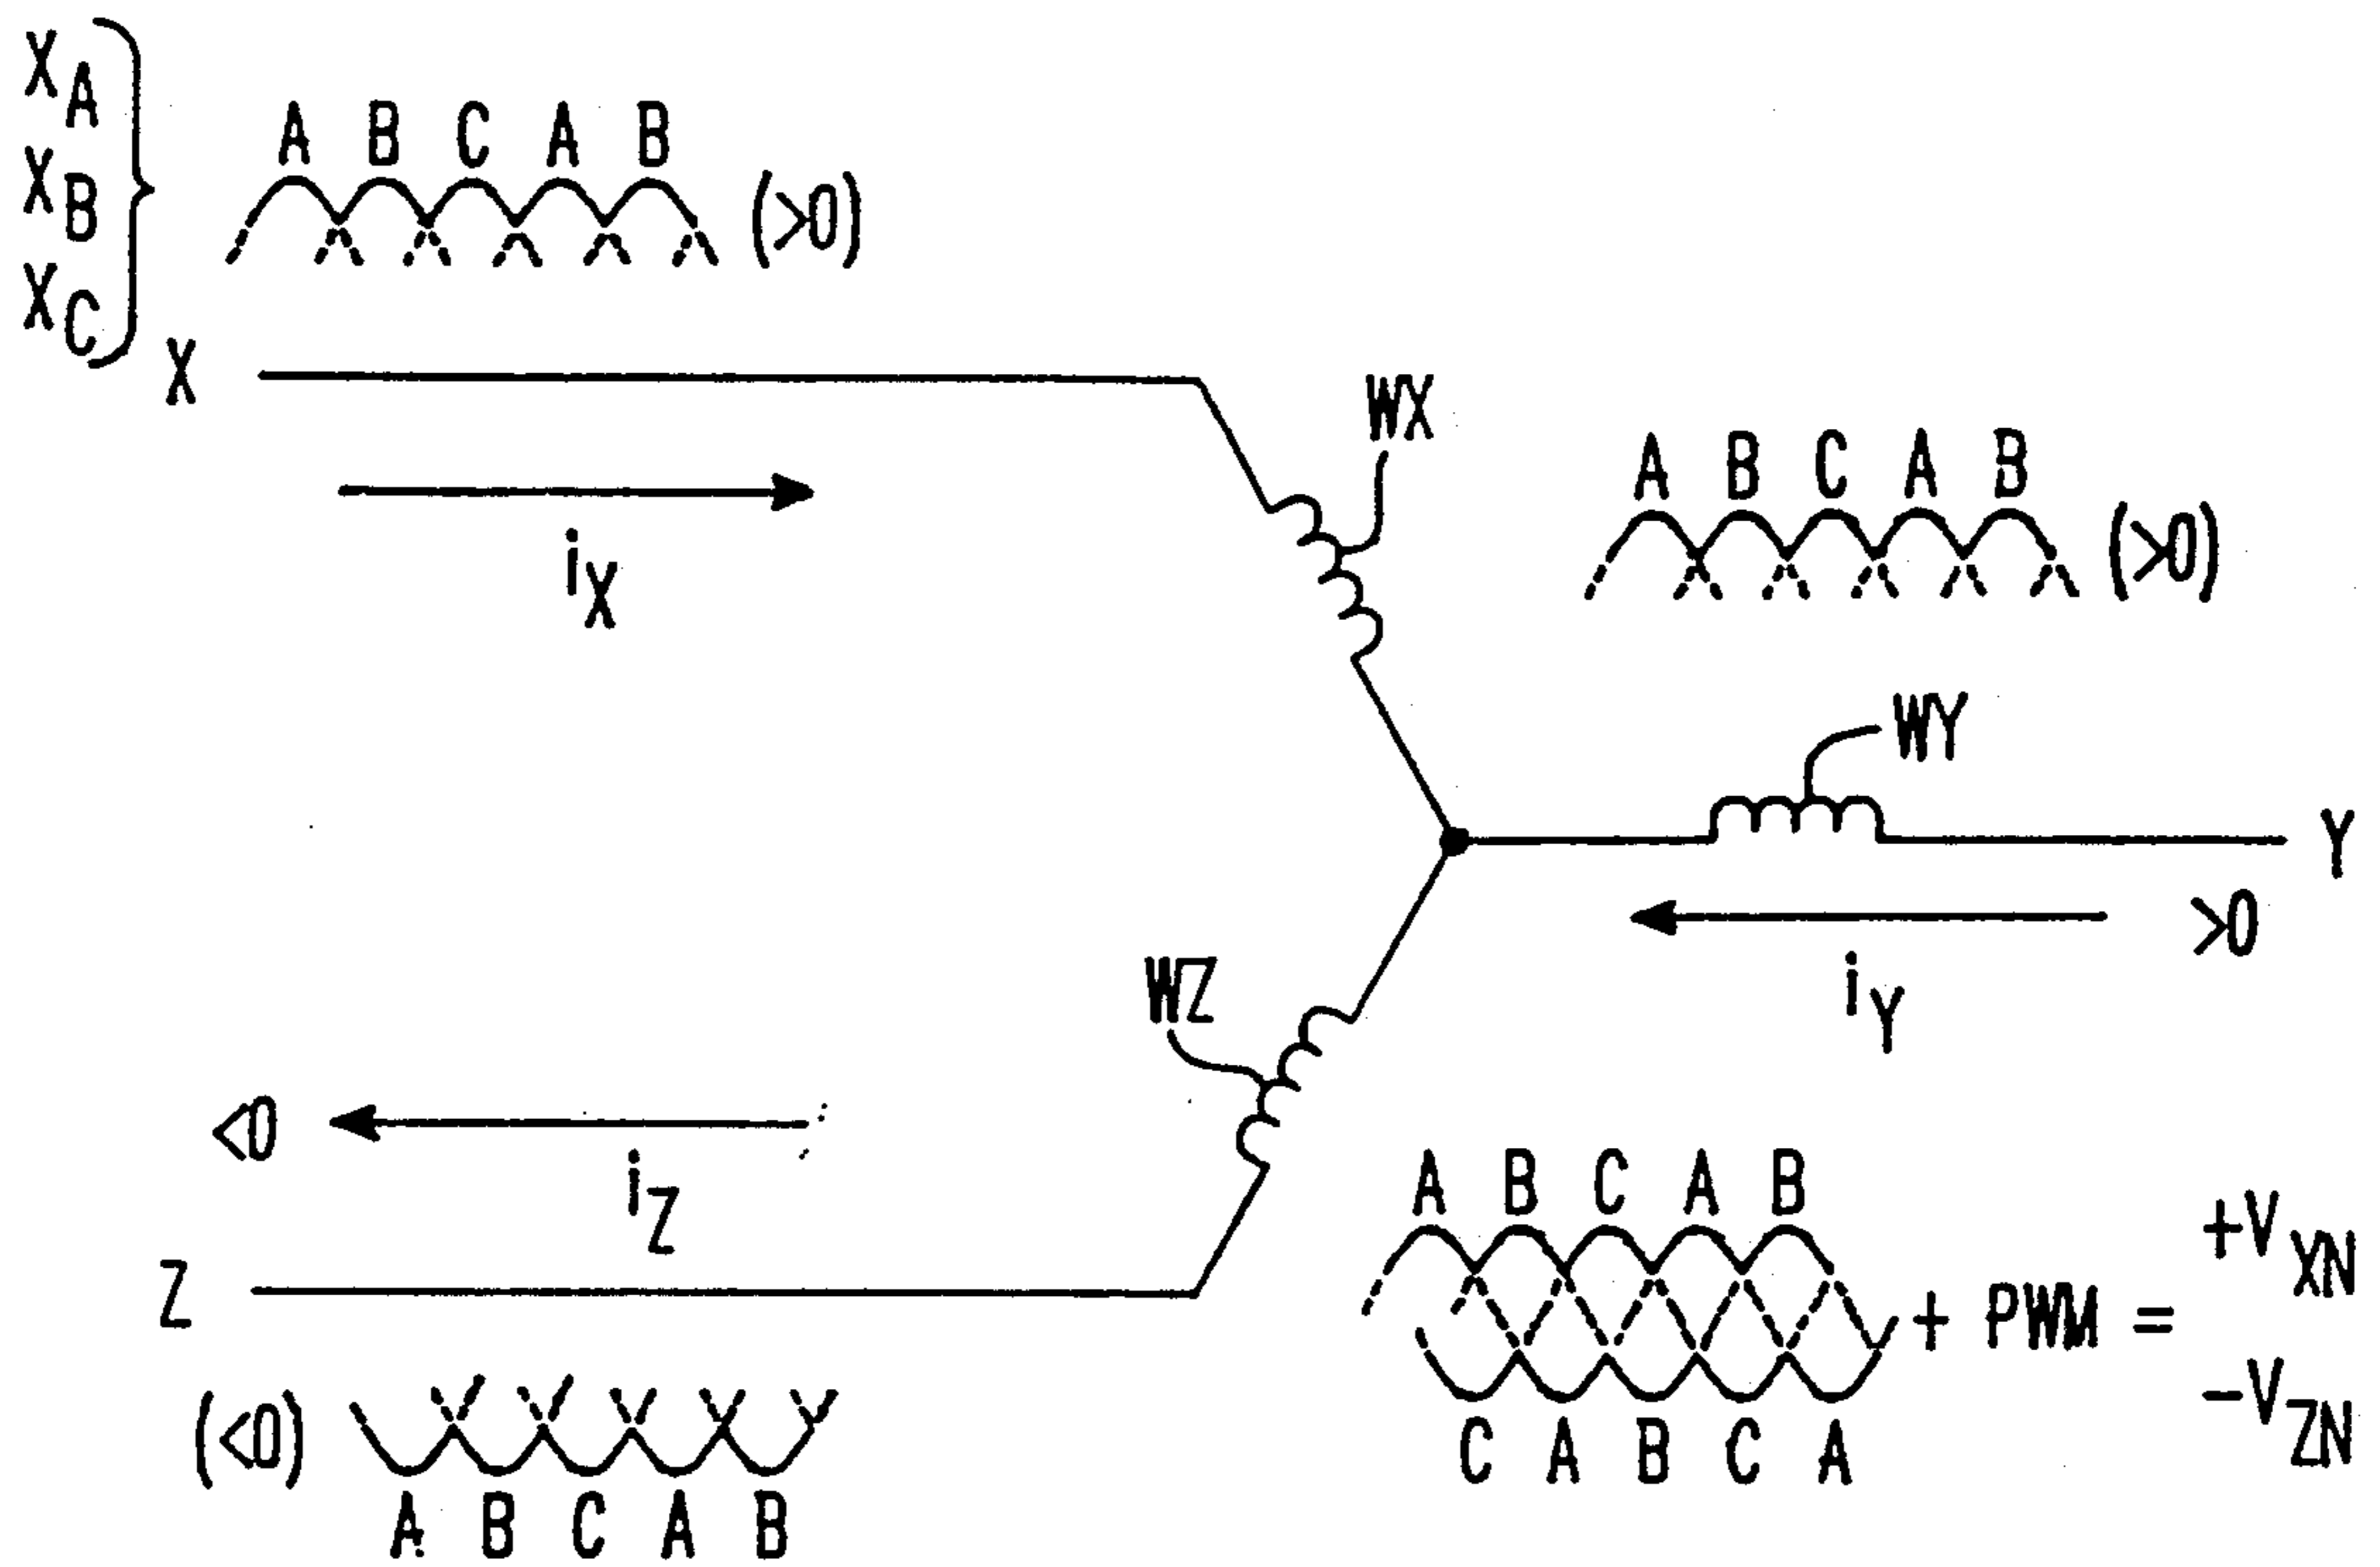 XA
XB
XC
A B C A B
(>0)
X
iX
WX
A B C A B
(>0)
WY
Y
>0
iY
WZ
<0
iZ
Z
A B C A B
+ PWM =
+VXN
-VZN
C A B C A
(<0)
A B C A B